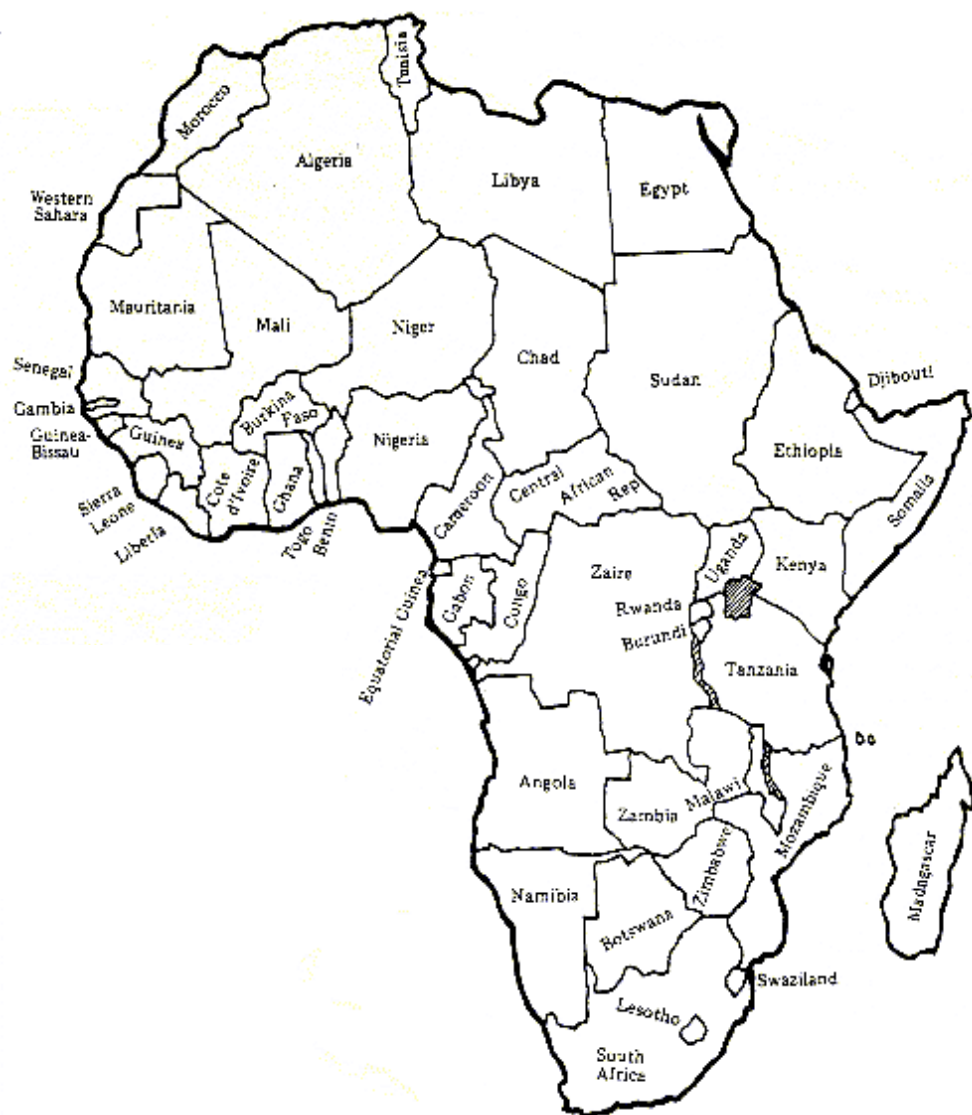 Tunisia
Morocco
Algeria
Libya
Egypt
Western
Sahara
Mauritania
Mali
Niger
Chad
Sudan
Senegal
Djibouti
Gambia
Burkina
Faso
Guinea-
Bissau
Guinea
Nigeria
Ethiopia
Cote
d'Ivoire
Ghana
Central
African
Rep
Somalia
Sierra
Leone
Liberia
Togo
Benin
Cameroon
Uganda
Kenya
Zaire
Equatorial Guinea
Gabon
Congo
Rwanda
Burundi
Tanzania
Angola
Zambia
Malawi
Mozambique
Zimbabwe
Madagascar
Namibia
Botswana
Swaziland
Lesotho
South
Africa